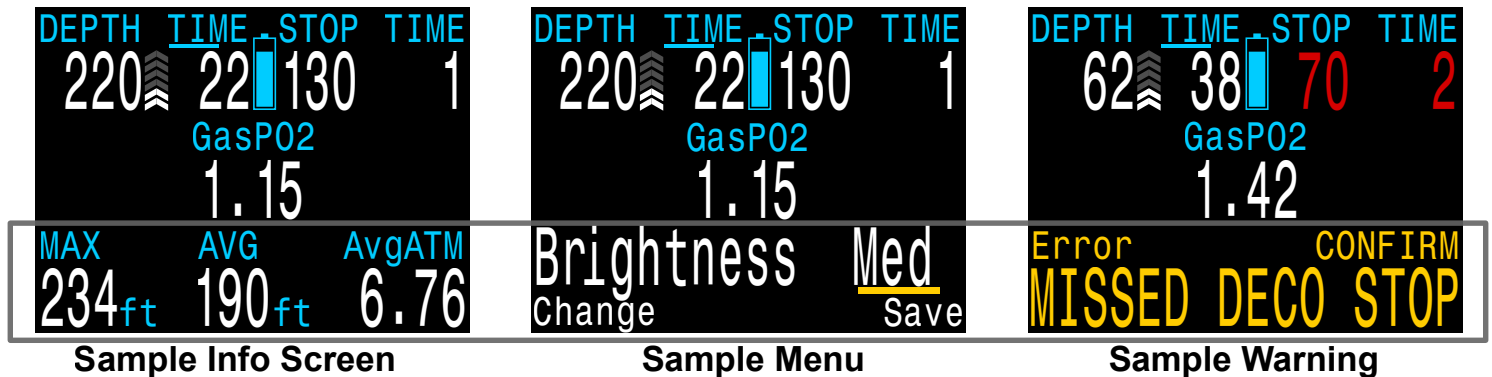 DEPTH TIME STOP TIME
220 22 130 1
GasPO2
1.15
MAX AVG AvgATM
234ft 190ft 6.76
Sample Info Screen
DEPTH TIME STOP TIME
220 22 130 1
GasPO2
1.15
Brightness Med
Change Save
Sample Menu
DEPTH TIME STOP TIME
62 38 70 2
GasPO2
1.42
Error CONFIRM
MISSED DECO STOP
Sample Warning